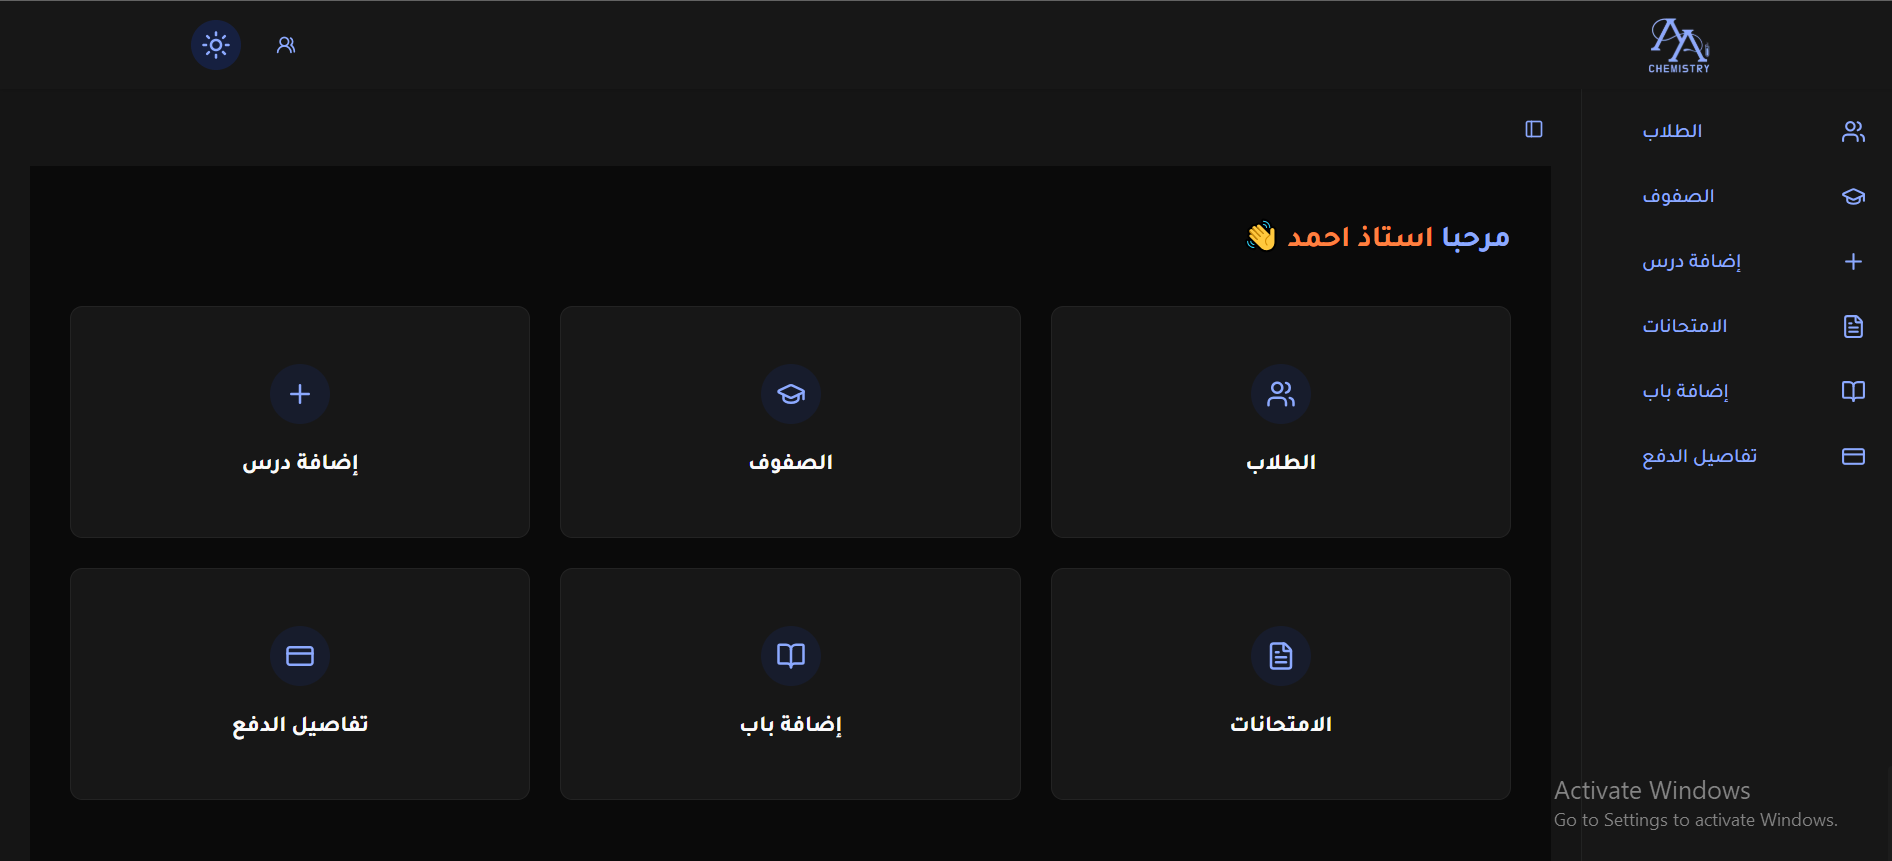 AA
CHEMISTRY
الطلاب
الصفوف
إضافة درس
الامتحانات
إضافة باب
تفاصيل الدفع
مرحبا استاذ احمد 👋
الطلاب
الصفوف
إضافة درس
الامتحانات
إضافة باب
تفاصيل الدفع
Activate Windows
Go to Settings to activate Windows.